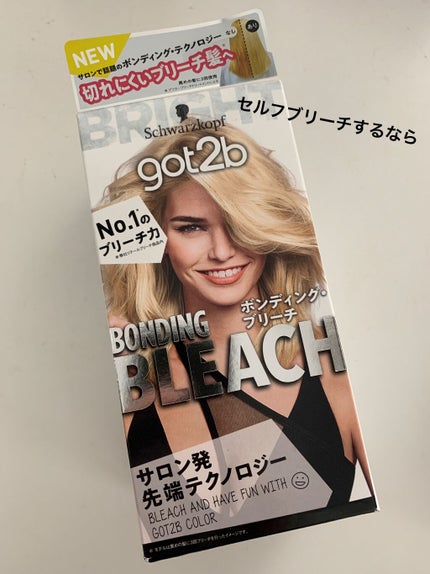 NEW
サロンで話題のボンディング・テクノロジー
切れにくいブリーチ髪へ
なし
あり
BRIGHT
Schwarzkopf
got2b
セルフブリーチするなら
No.1*の
ブリーチ力
BONDING
ボンディング・
ブリーチ
BLEACH
サロン発
先端テクノロジー
BLEACH AND HAVE FUN WITH
GOT2B COLOR